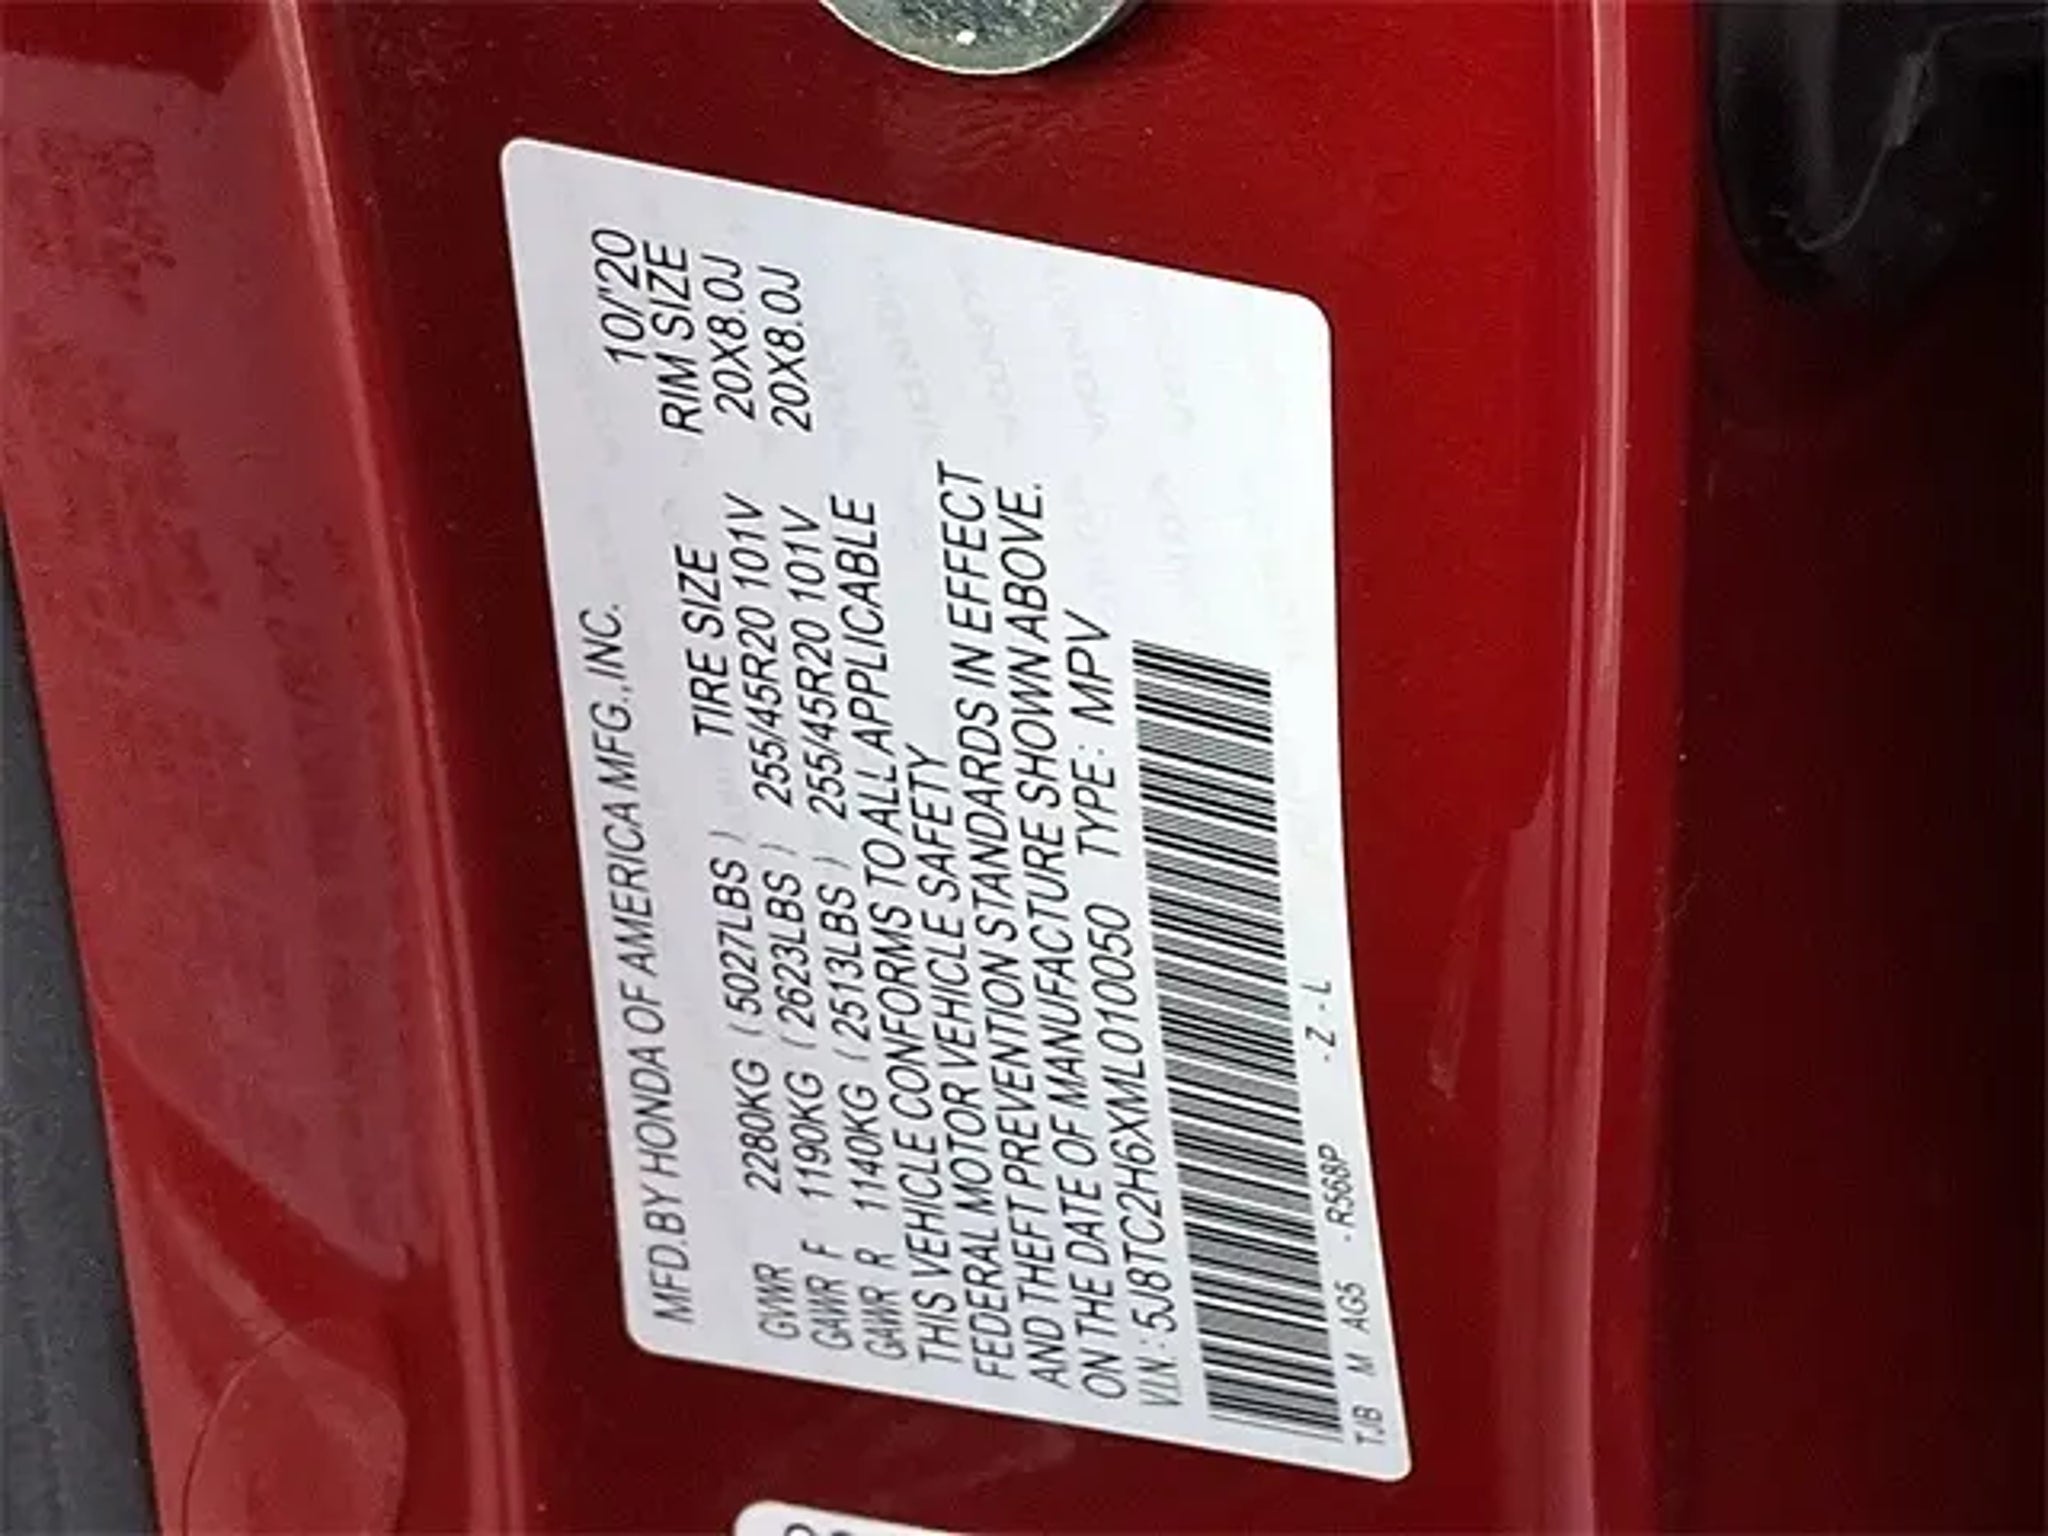 MFD. BY HONDA OF AMERICA MFG., INC. 10/'20
TIRE SIZE RIM SIZE
GVWR 2280KG ( 5027LBS ) 255/45R20 101V 20X8.0J
GAWR F 1190KG ( 2623LBS ) 255/45R20 101V 20X8.0J
GAWR R 1140KG ( 2513LBS )
THIS VEHICLE CONFORMS TO ALL APPLICABLE
FEDERAL MOTOR VEHICLE SAFETY
AND THEFT PREVENTION STANDARDS IN EFFECT
ON THE DATE OF MANUFACTURE SHOWN ABOVE.
V.I.N.: 5J8TC2H6XML010050 TYPE: MPV
TJB M AG5 -R568P -Z-L